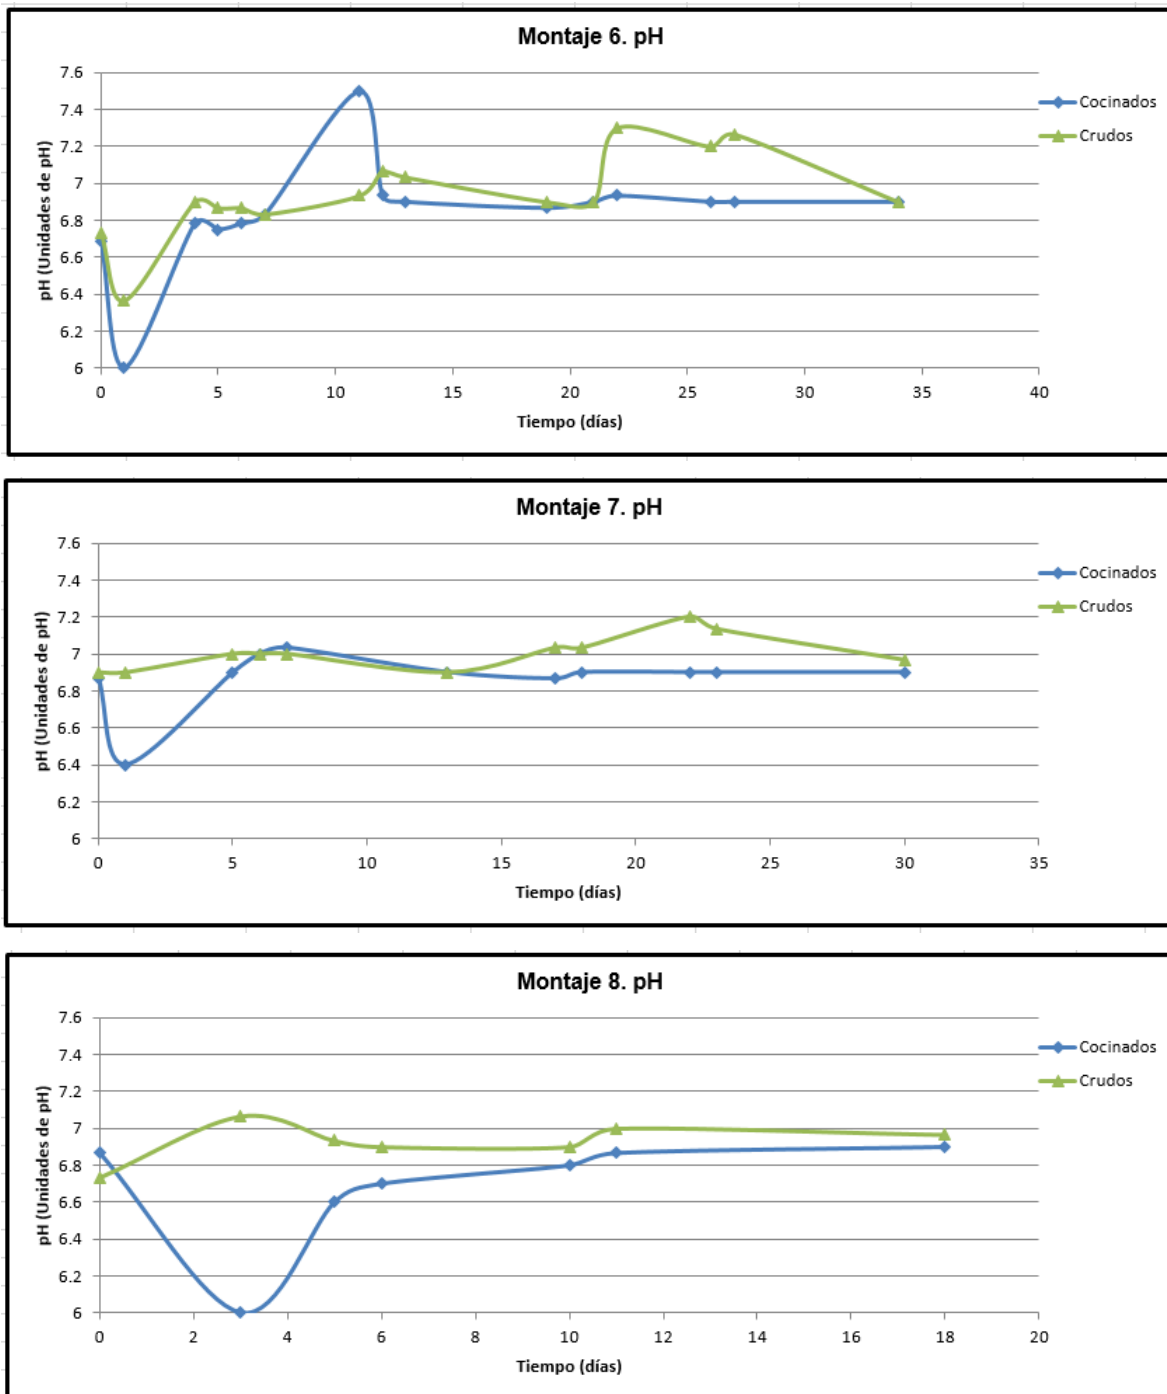 Montaje 6. pH
7.6
7.4
7.2
7
6.8
6.6
6.4
6.2
6
pH (Unidades de pH)
0 5 10 15 20 25 30 35 40
Tiempo (días)
Cocinados
Crudos
Montaje 7. pH
7.6
7.4
7.2
7
6.8
6.6
6.4
6.2
6
pH (Unidades de pH)
0 5 10 15 20 25 30 35
Tiempo (días)
Cocinados
Crudos
Montaje 8. pH
7.6
7.4
7.2
7
6.8
6.6
6.4
6.2
6
pH (Unidades de pH)
0 2 4 6 8 10 12 14 16 18 20
Tiempo (días)
Cocinados
Crudos